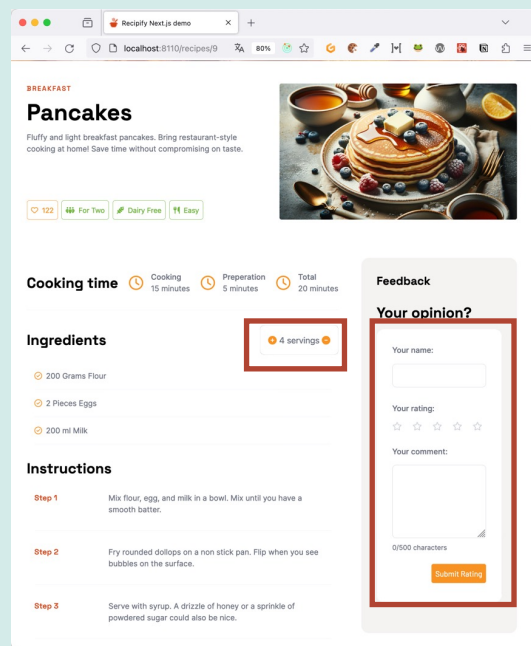 Recipify Next.js demo
localhost:8110/recipes/9
80%
BREAKFAST
Pancakes
Fluffy and light breakfast pancakes. Bring restaurant-style
cooking at home! Save time without compromising on taste.
122
For Two
Dairy Free
Easy
Cooking time
Cooking
15 minutes
Preperation
5 minutes
Total
20 minutes
Ingredients
4 servings
200 Grams Flour
2 Pieces Eggs
200 ml Milk
Instructions
Step 1
Mix flour, egg, and milk in a bowl. Mix until you have a
smooth batter.
Step 2
Fry rounded dollops on a non stick pan. Flip when you see
bubbles on the surface.
Step 3
Serve with syrup. A drizzle of honey or a sprinkle of
powdered sugar could also be nice.
Feedback
Your opinion?
Your name:
Your rating:
Your comment:
0/500 characters
Submit Rating